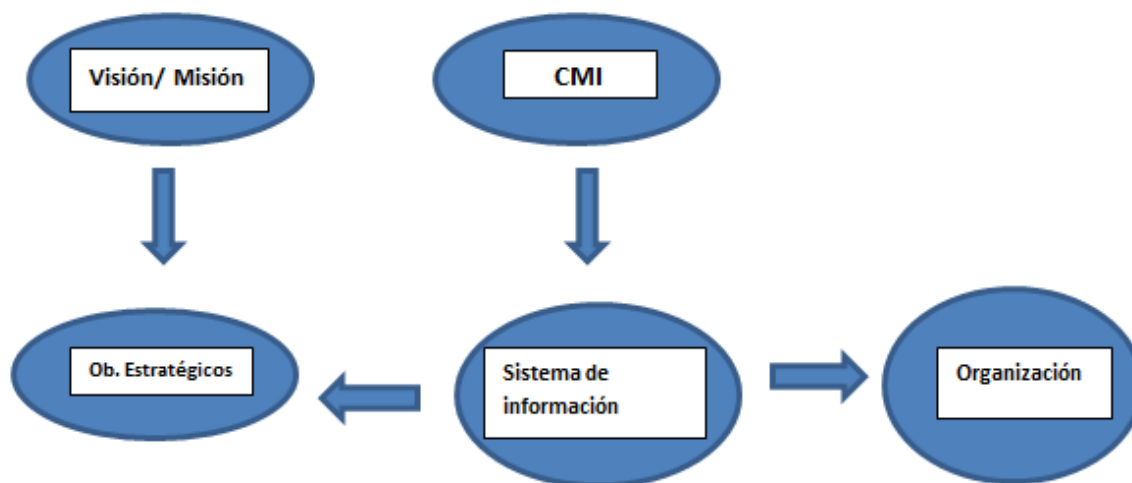 Visión/ Misión
CMI
Ob. Estratégicos
Sistema de
información
Organización